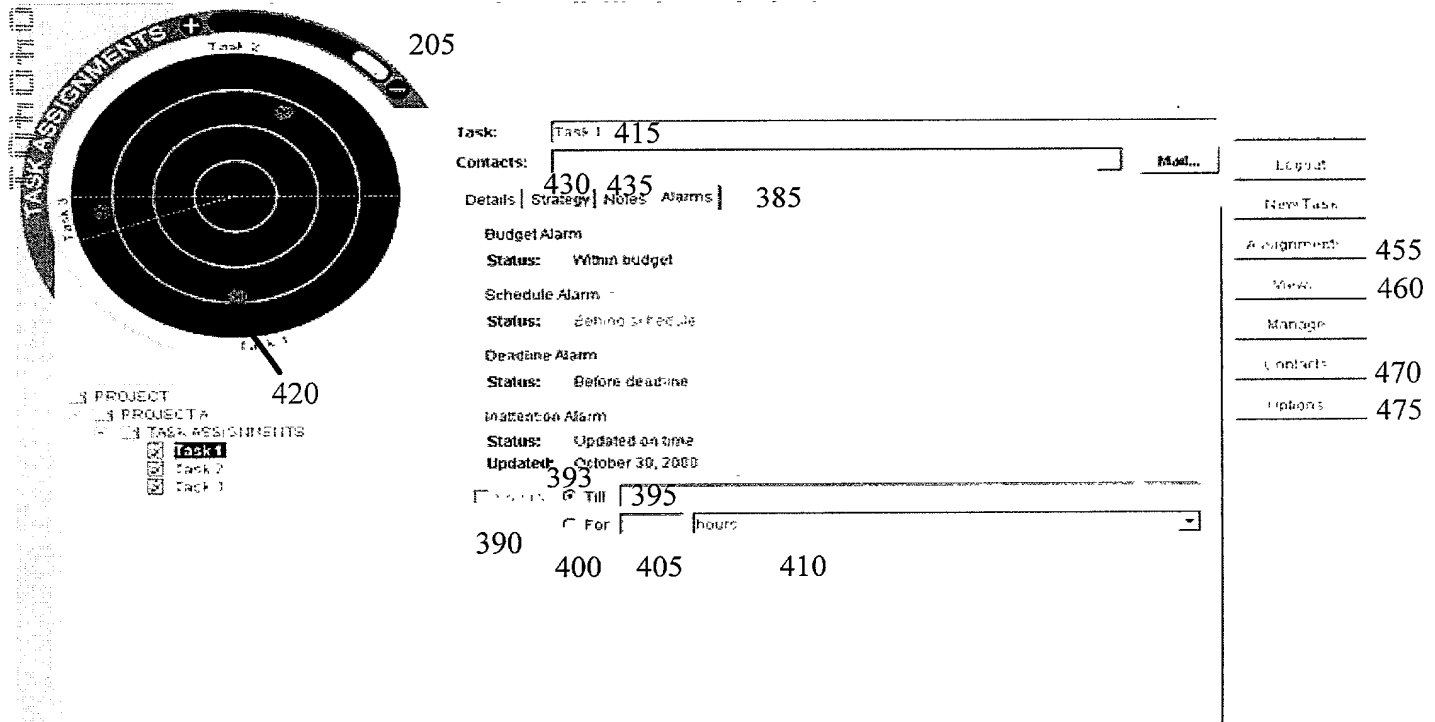 TASK ASSIGNMENTS + −
205
Task 2
Task 3
Task 1
420
PROJECT
PROJECT A
TASK ASSIGNMENTS
Task 1
Task 2
Task 3
Task: Task 1 415
Contacts: Mail...
430 435
Details Strategy Notes Alarms 385
Budget Alarm
Status: Within budget
Schedule Alarm
Status: Behind schedule
Deadline Alarm
Status: Before deadline
Inattention Alarm
Status: Updated on time
Updated: October 30, 2000
393
Till 395
For hours
390
400 405 410
Logout
New Task
Assignments 455
Views 460
Manage
Contacts 470
Options 475